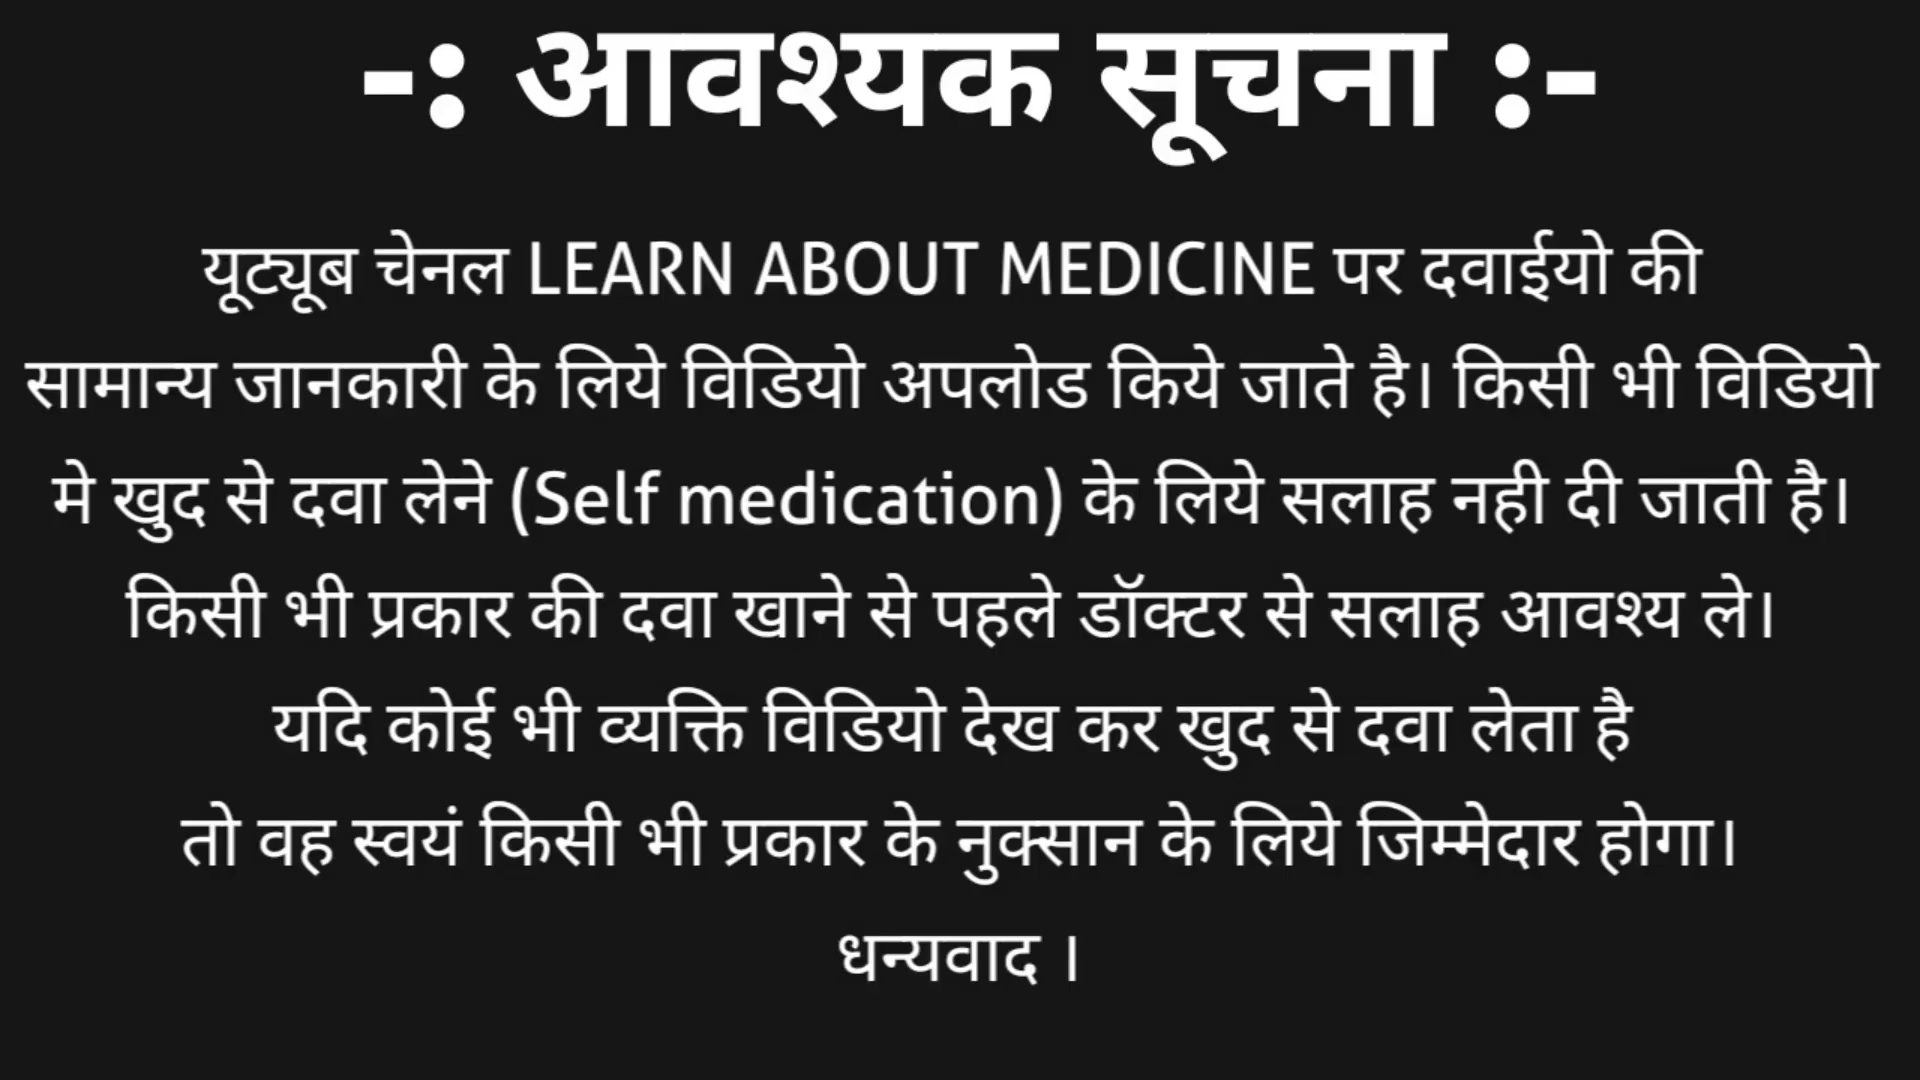 -: आवश्यक सूचना :-
यूट्यूब चेनल LEARN ABOUT MEDICINE पर दवाईयो की
सामान्य जानकारी के लिये विडियो अपलोड किये जाते है। किसी भी विडियो
मे खुद से दवा लेने (Self medication) के लिये सलाह नही दी जाती है।
किसी भी प्रकार की दवा खाने से पहले डॉक्टर से सलाह आवश्य ले।
यदि कोई भी व्यक्ति विडियो देख कर खुद से दवा लेता है
तो वह स्वयं किसी भी प्रकार के नुक्सान के लिये जिम्मेदार होगा।
धन्यवाद ।